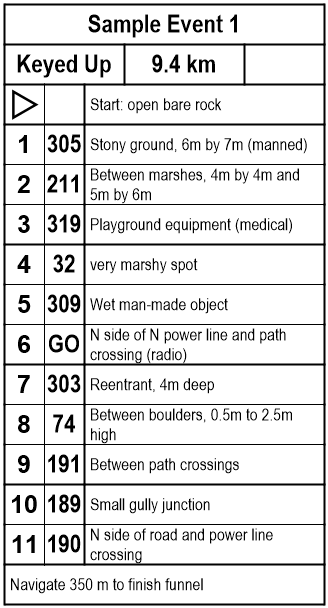 Sample Event 1
Keyed Up 9.4 km
Start: open bare rock
1 305 Stony ground, 6m by 7m (manned)
2 211 Between marshes, 4m by 4m and
5m by 6m
3 319 Playground equipment (medical)
4 32 very marshy spot
5 309 Wet man-made object
6 GO N side of N power line and path
crossing (radio)
7 303 Reentrant, 4m deep
8 74 Between boulders, 0.5m to 2.5m
high
9 191 Between path crossings
10 189 Small gully junction
11 190 N side of road and power line
crossing
Navigate 350 m to finish funnel